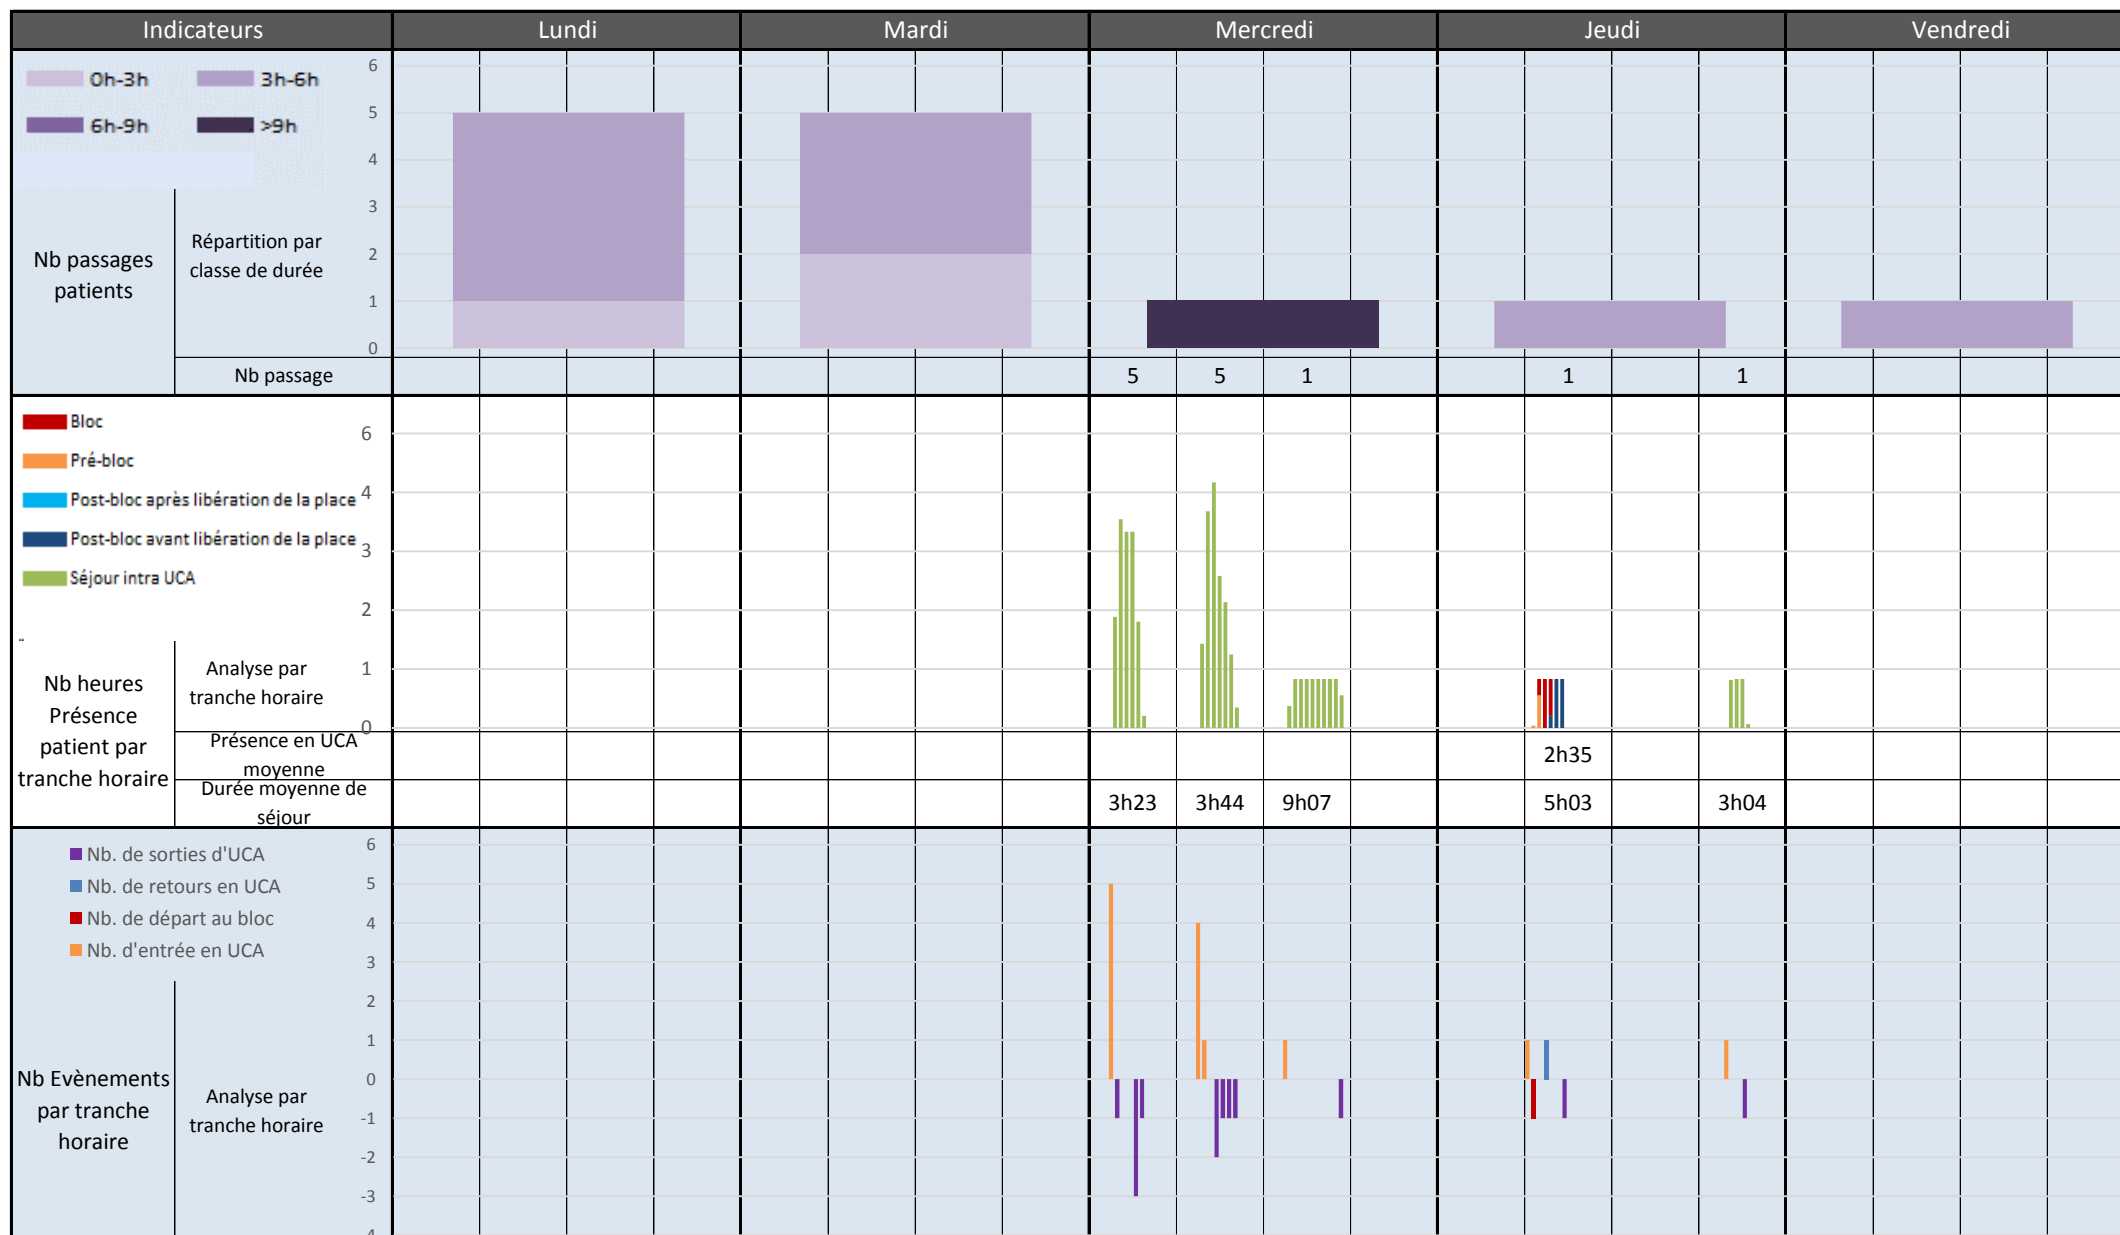 Indicateurs Lundi Mardi Mercredi Jeudi Vendredi
0h-3h 3h-6h
6h-9h >9h
6
5
4
3
2
1
0
Nb passages
patients
Répartition par
classe de durée
Nb passage 5 5 1 1 1
Bloc
Pré-bloc
Post-bloc après libération de la place
Post-bloc avant libération de la place
Séjour intra UCA
6
4
3
2
1
0
Nb heures
Présence
patient par
tranche horaire
Analyse par
tranche horaire
Présence en UCA
moyenne
2h35
Durée moyenne de
séjour
3h23 3h44 9h07 5h03 3h04
Nb. de sorties d'UCA
Nb. de retours en UCA
Nb. de départ au bloc
Nb. d'entrée en UCA
6
5
4
3
2
1
0
-1
-2
-3
-4
Nb Evènements
par tranche
horaire
Analyse par
tranche horaire